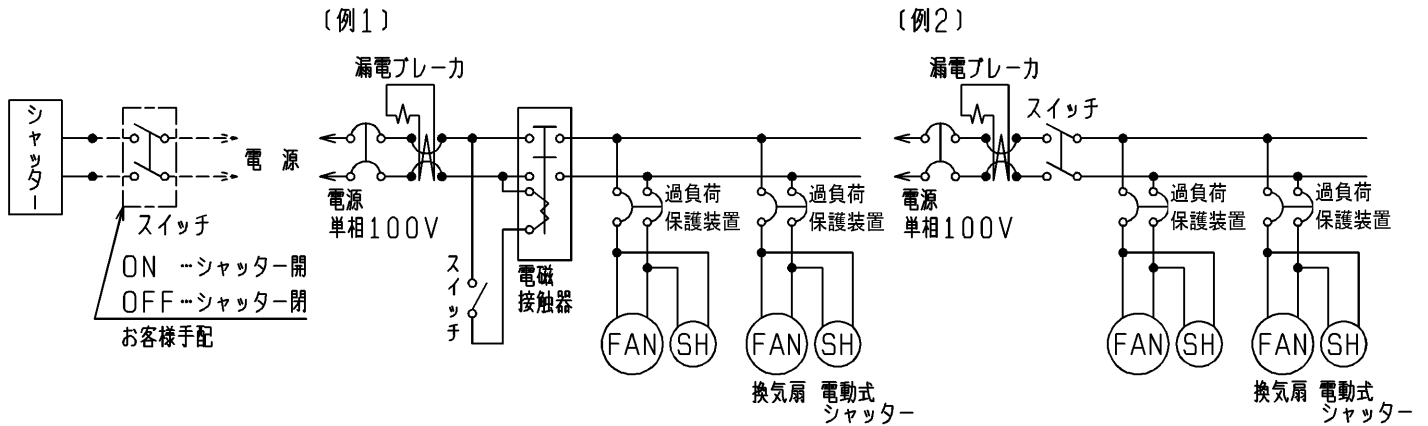 シャッター
スイッチ
電 源
ON …シャッター開
OFF…シャッター閉
お客様手配
〔例1〕
漏電ブレーカ
電源
単相100V
スイッチ
電磁
接触器
過負荷
保護装置
過負荷
保護装置
FAN
SH
FAN
SH
換気扇
電動式
シャッター
〔例2〕
漏電ブレーカ
スイッチ
電源
単相100V
過負荷
保護装置
過負荷
保護装置
FAN
SH
FAN
SH
換気扇
電動式
シャッター